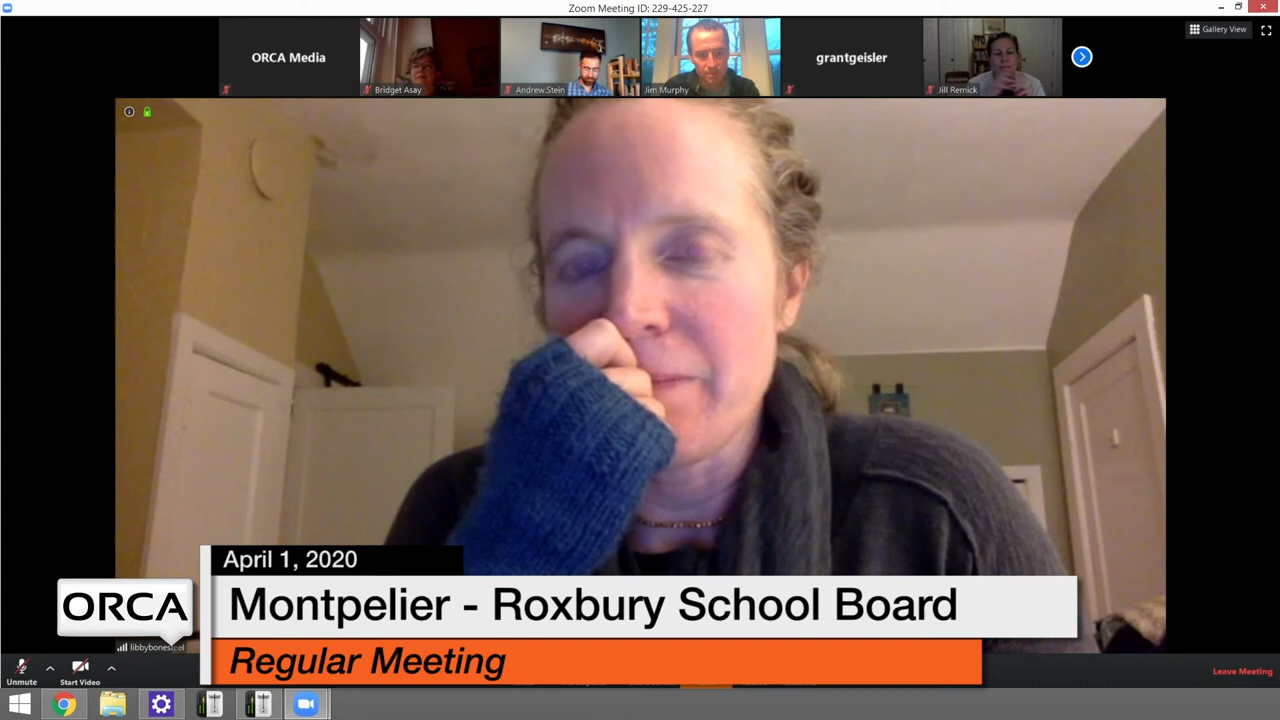 Zoom Meeting ID: 229-425-227
Gallery View
ORCA Media
Bridget Asay
Andrew.Stein
Jim Murphy
grantgeisler
Jill Remick
April 1, 2020
ORCA
Montpelier - Roxbury School Board
Regular Meeting
libbybonesteel
Unmute
Start Video
Leave Meeting